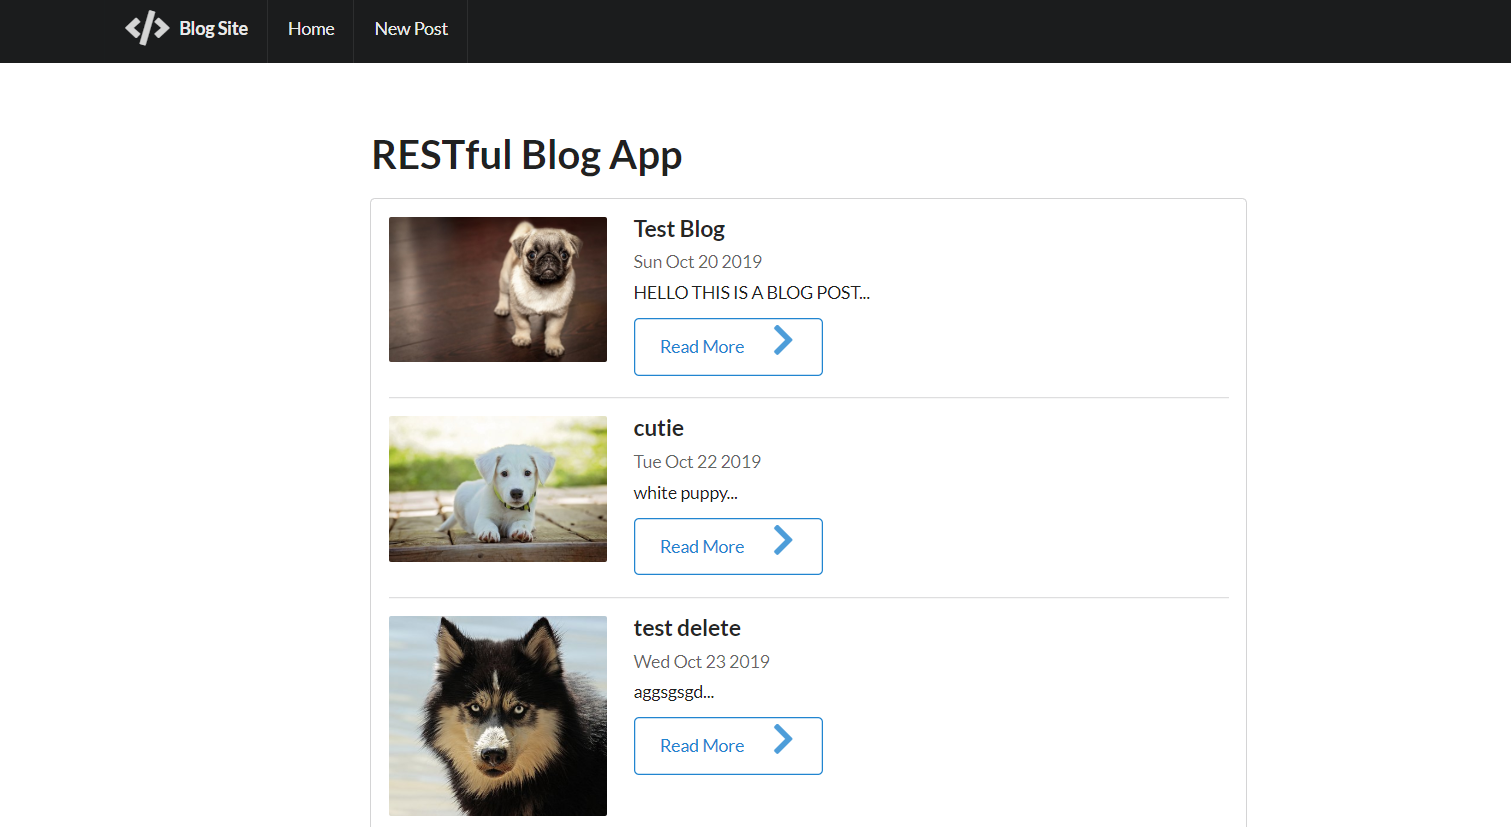 Blog Site Home New Post
RESTful Blog App
Test Blog
Sun Oct 20 2019
HELLO THIS IS A BLOG POST...
Read More
cutie
Tue Oct 22 2019
white puppy...
Read More
test delete
Wed Oct 23 2019
aggsgsgd...
Read More